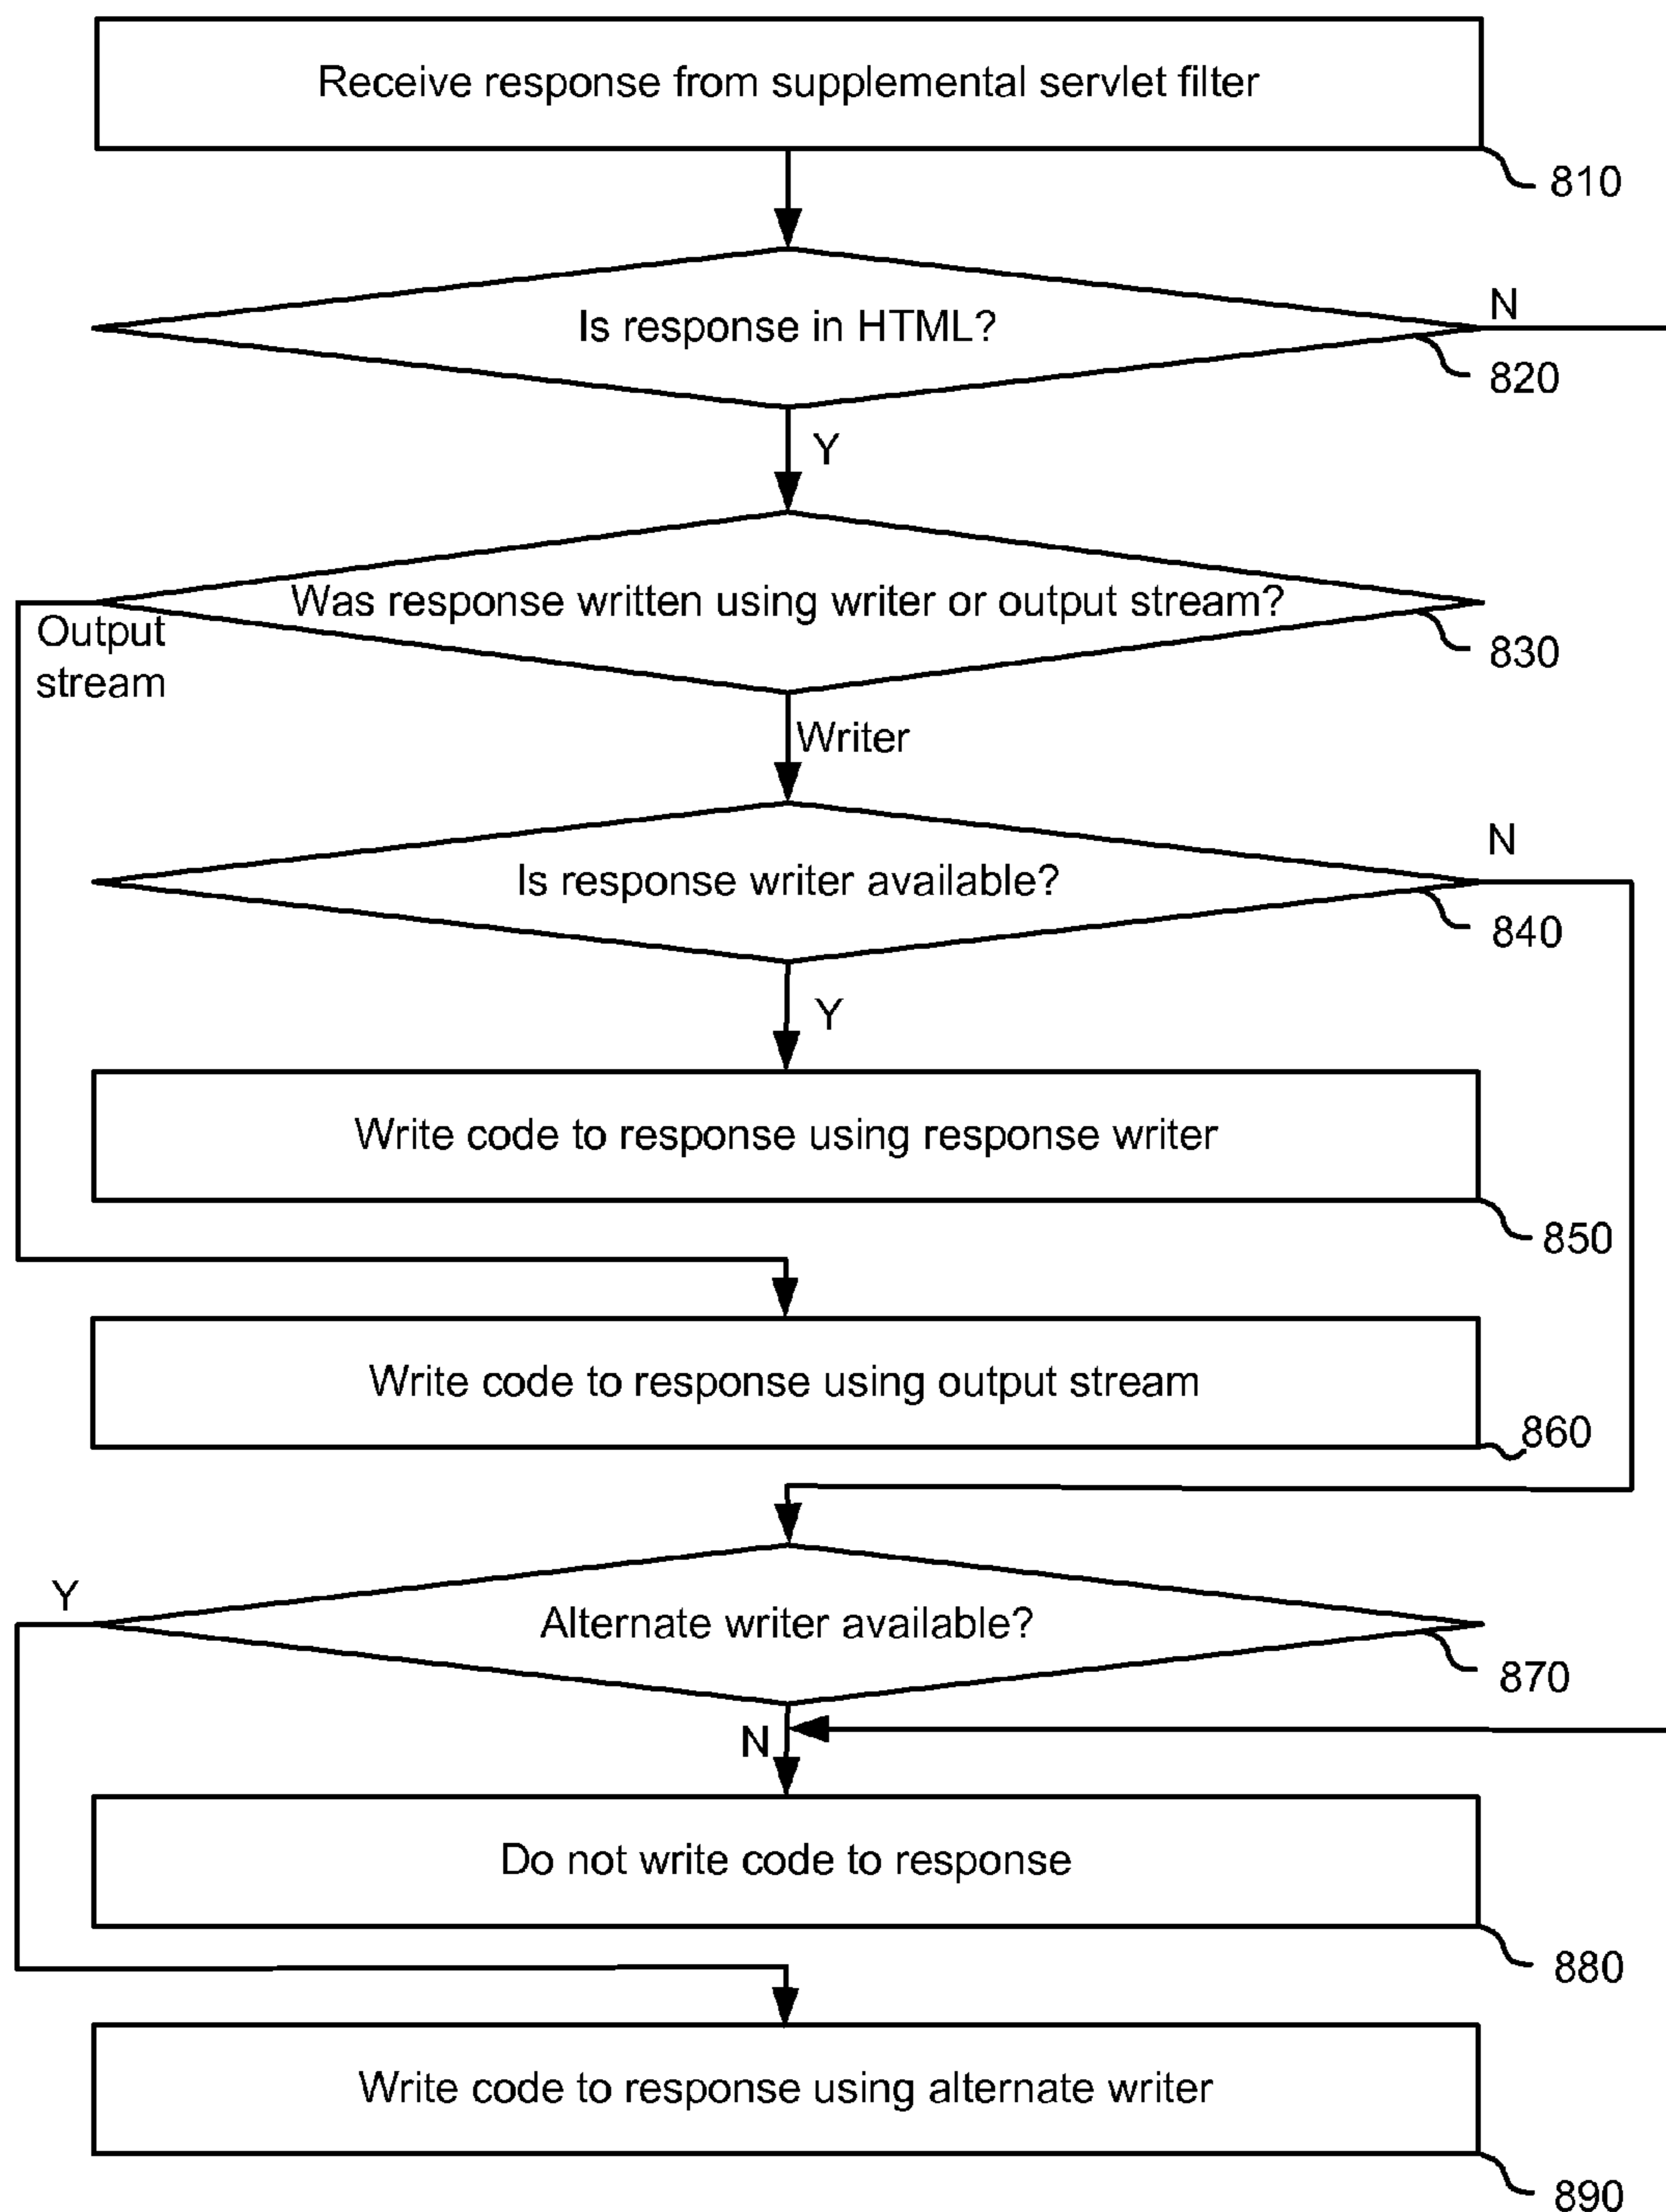 Receive response from supplemental servlet filter
810
Is response in HTML?
N
820
Y
Was response written using writer or output stream?
Output
stream
830
Writer
Is response writer available?
N
840
Y
Write code to response using response writer
850
Write code to response using output stream
860
Y
Alternate writer available?
870
N
Do not write code to response
880
Write code to response using alternate writer
890